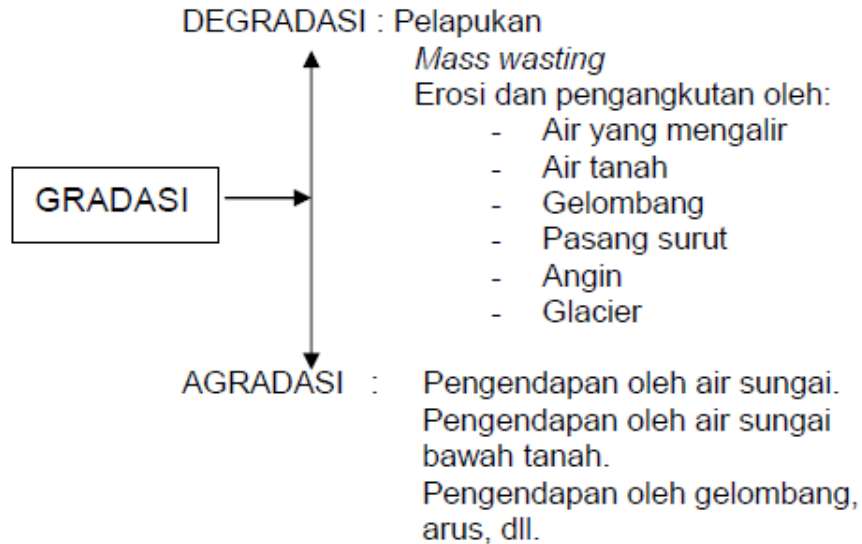 DEGRADASI : Pelapukan
Mass wasting
Erosi dan pengangkutan oleh:
- Air yang mengalir
- Air tanah
- Gelombang
- Pasang surut
- Angin
- Glacier
GRADASI
AGRADASI : Pengendapan oleh air sungai.
Pengendapan oleh air sungai
bawah tanah.
Pengendapan oleh gelombang,
arus, dll.